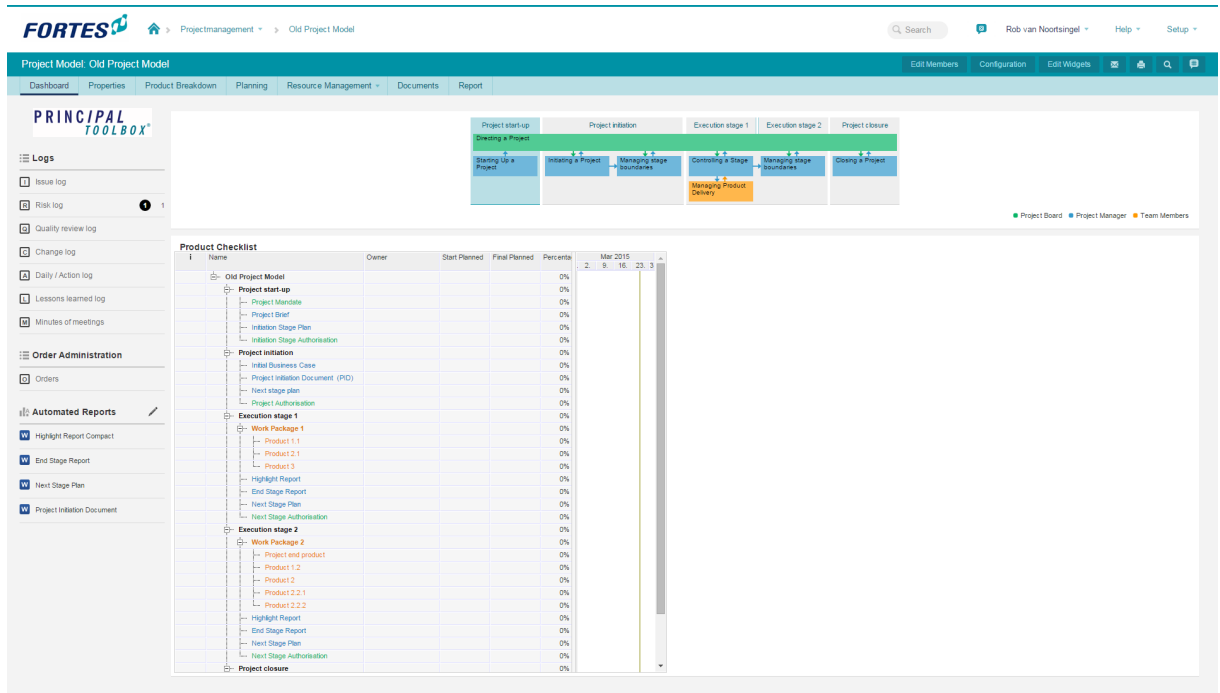 FORTES
Projectmanagement
Old Project Model
Search
Rob van Noortsingel
Help
Setup
Project Model: Old Project Model
Edit Members
Configuration
Edit Widgets
Dashboard
Properties
Product Breakdown
Planning
Resource Management
Documents
Report
PRINCIPAL
TOOLBOX®
Logs
I Issue log
R Risk log 1 1
Q Quality review log
C Change log
A Daily / Action log
L Lessons learned log
M Minutes of meetings
Order Administration
O Orders
Automated Reports
W Highlight Report Compact
W End Stage Report
W Next Stage Plan
W Project Initiation Document
Project start-up
Project initiation
Execution stage 1
Execution stage 2
Project closure
Directing a Project
Starting Up a
Project
Initiating a Project
Managing stage
boundaries
Controlling a Stage
Managing stage
boundaries
Closing a Project
Managing Product
Delivery
Project Board
Project Manager
Team Members
Product Checklist
i Name Owner Start Planned Final Planned Percenta Mar 2015
2. 9. 16. 23. 3
Old Project Model 0%
Project start-up 0%
Project Mandate 0%
Project Brief 0%
Initiation Stage Plan 0%
Initiation Stage Authorisation 0%
Project initiation 0%
Initial Business Case 0%
Project Initiation Document (PID) 0%
Next stage plan 0%
Project Authorisation 0%
Execution stage 1 0%
Work Package 1 0%
Product 1.1 0%
Product 2.1 0%
Product 3 0%
Highlight Report 0%
End Stage Report 0%
Next Stage Plan 0%
Next Stage Authorisation 0%
Execution stage 2 0%
Work Package 2 0%
Project end product 0%
Product 1.2 0%
Product 2 0%
Product 2.2.1 0%
Product 2.2.2 0%
Highlight Report 0%
End Stage Report 0%
Next Stage Plan 0%
Next Stage Authorisation 0%
Project closure 0%